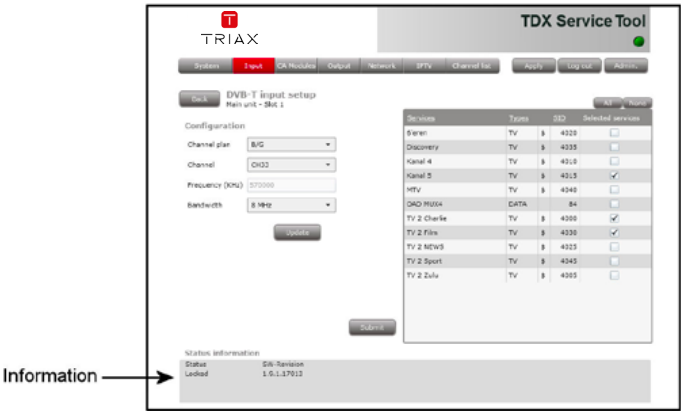 TRIAX
TDX Service Tool
System Input CA Modules Output Network IPTV Channel list Apply Log out Admin.
Back DVB-T input setup
Main unit - Slot 1
All None
Configuration
Services Types SID Selected services
Channel plan B/G
Channel CH33
Frequency (KHz) 570000
Bandwidth 8 MHz
Update
6'eren TV $ 4020
Discovery TV $ 4035
Kanal 4 TV $ 4010
Kanal 5 TV $ 4015
MTV TV $ 4040
DAD MUX4 DATA 84
TV 2 Charlie TV $ 4000
TV 2 Film TV $ 4030
TV 2 NEWS TV $ 4025
TV 2 Sport TV $ 4045
TV 2 Zulu TV $ 4005
Submit
Status information
Status SW-Revision
Locked
Information